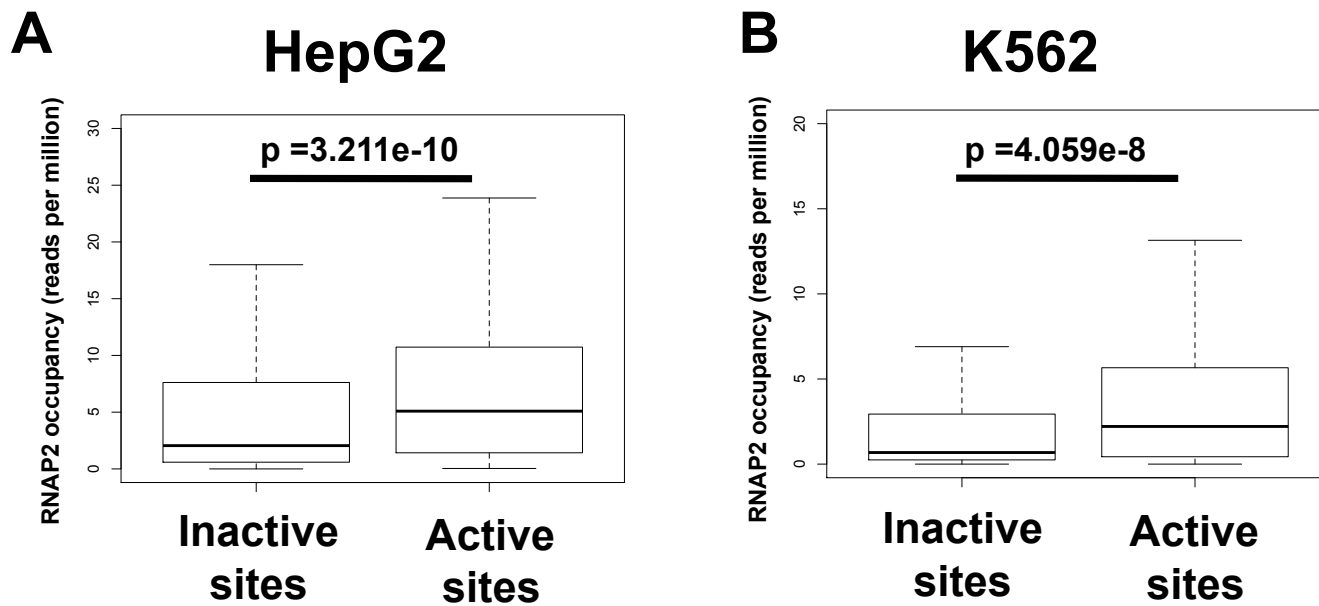 A
HepG2
RNAP2 occupancy (reads per million)
30
25
20
15
10
5
0
p =3.211e-10
Inactive
sites
Active
sites
B
K562
RNAP2 occupancy (reads per million)
20
15
10
5
0
p =4.059e-8
Inactive
sites
Active
sites